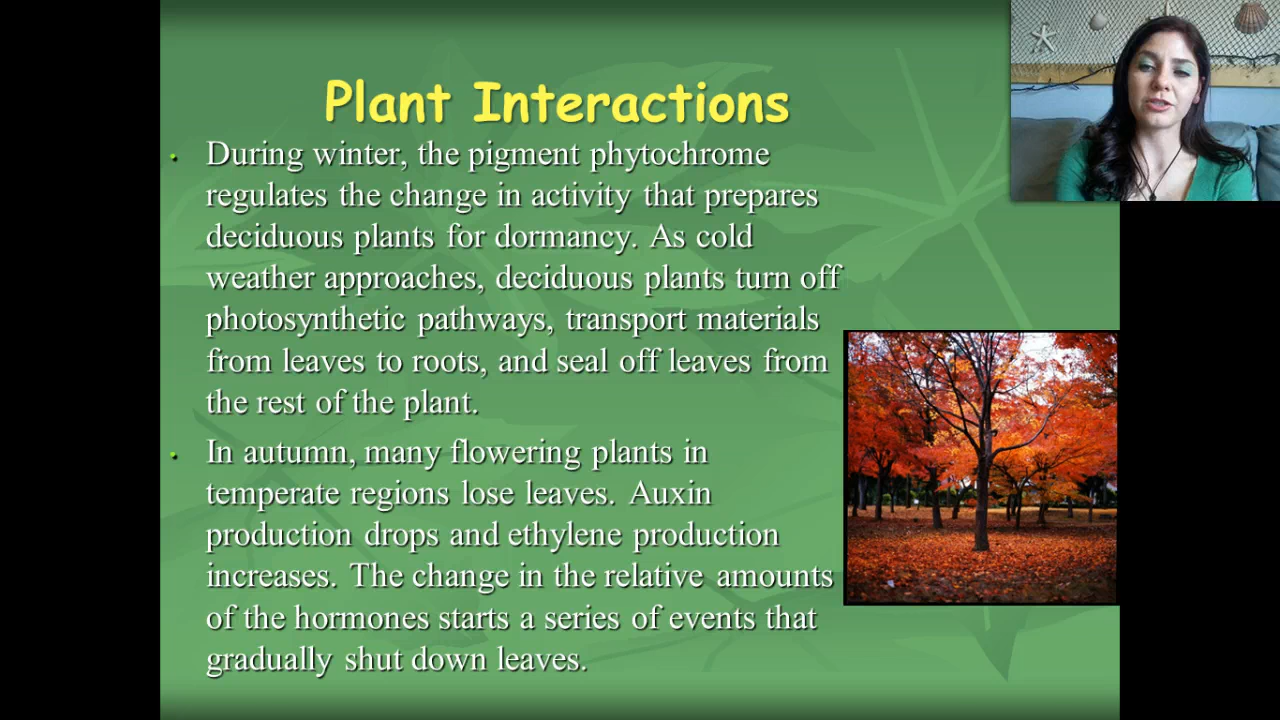 Plant Interactions
• During winter, the pigment phytochrome
regulates the change in activity that prepares
deciduous plants for dormancy. As cold
weather approaches, deciduous plants turn off
photosynthetic pathways, transport materials
from leaves to roots, and seal off leaves from
the rest of the plant.
• In autumn, many flowering plants in
temperate regions lose leaves. Auxin
production drops and ethylene production
increases. The change in the relative amounts
of the hormones starts a series of events that
gradually shut down leaves.